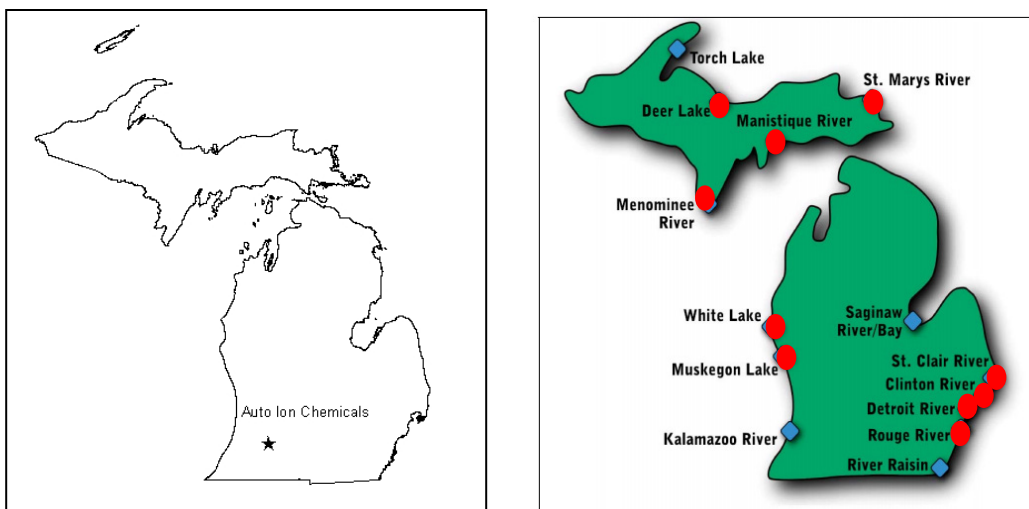 Auto Ion Chemicals
Torch Lake
St. Marys River
Deer Lake
Manistique River
Menominee
River
White Lake
Saginaw
River/Bay
Muskegon Lake
St. Clair River
Clinton River
Detroit River
Kalamazoo River
Rouge River
River Raisin